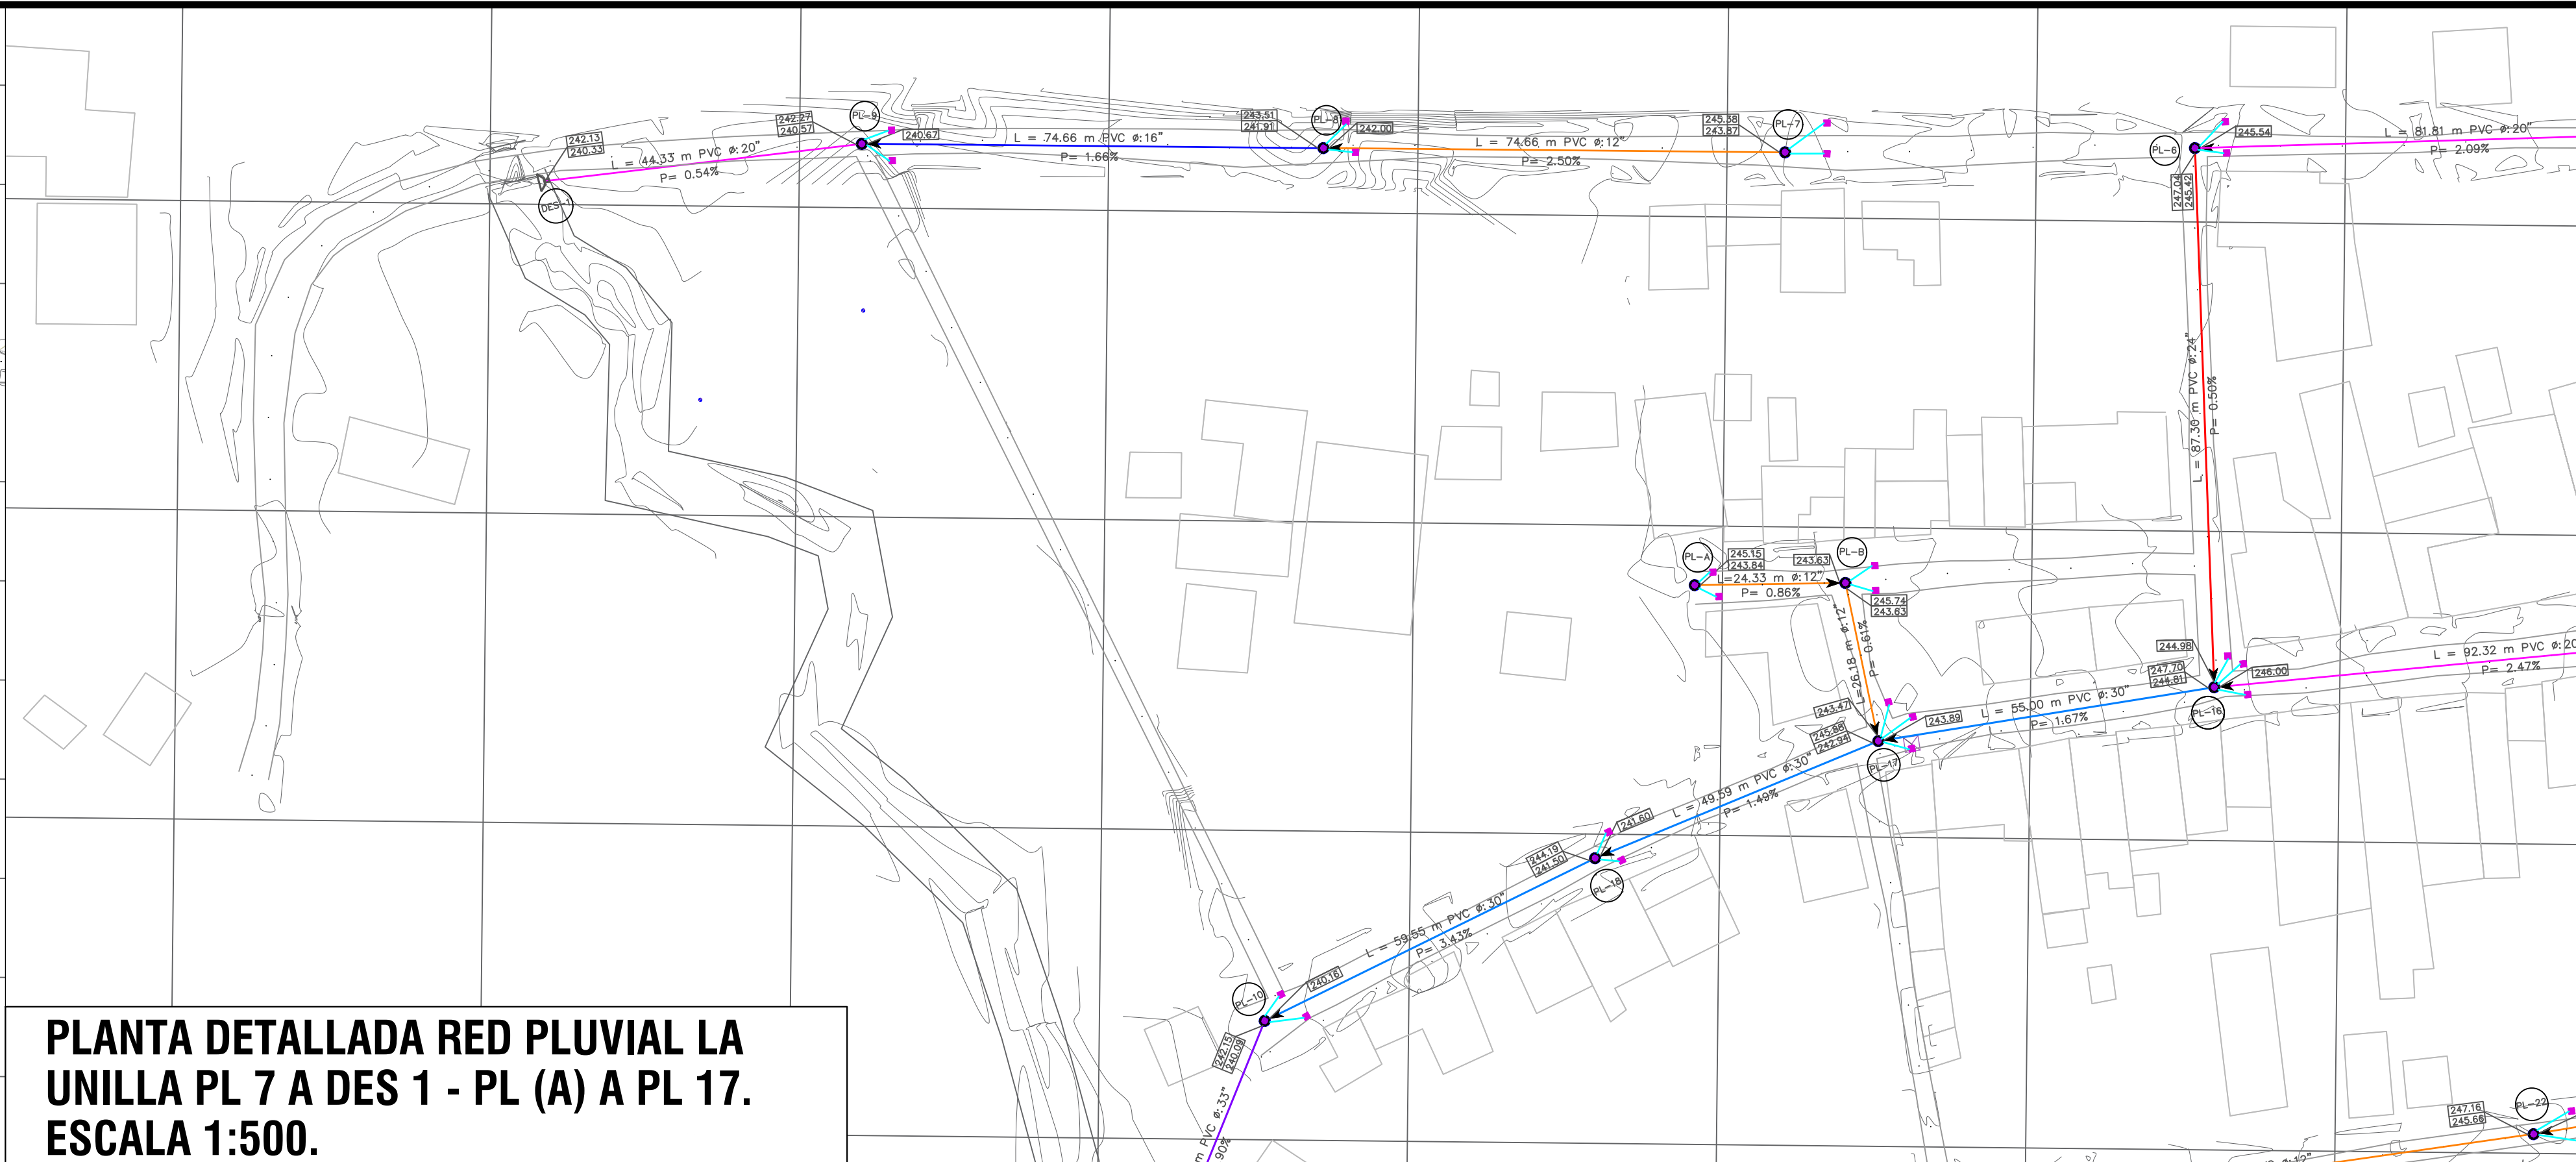 PL-9
242.27
240.57
240.67
242.13
240.33
L = 44.33 m PVC ø:20"
P= 0.54%
DES-1
L = 74.66 m PVC ø:16"
P= 1.66%
243.51
241.91
PL-8
242.00
L = 74.66 m PVC ø:12"
P= 2.50%
245.38
243.87
PL-7
PL-6
245.54
247.04
245.42
L = 81.81 m PVC ø:20"
P= 2.09%
L = 87.30 m PVC ø:24"
P= 0.50%
PL-A
245.15
243.84
L=24.33 m ø:12"
P= 0.86%
243.63
PL-B
245.74
243.63
L=26.18 m ø:12"
P= 0.61%
244.98
247.70
244.81
246.00
PL-16
L = 92.32 m PVC ø:20
P= 2.47%
L = 55.00 m PVC ø:30"
P= 1.67%
243.47
245.88
242.94
243.89
PL-17
L = 49.59 m PVC ø:30"
P= 1.49%
241.60
244.19
241.50
PL-18
L = 59.55 m PVC ø:30"
P= 3.43%
240.16
PL-10
242.15
240.09
m PVC ø:33"
90%
247.16
245.66
PL-22
ø:12"
PLANTA DETALLADA RED PLUVIAL LA
UNILLA PL 7 A DES 1 - PL (A) A PL 17.
ESCALA 1:500.